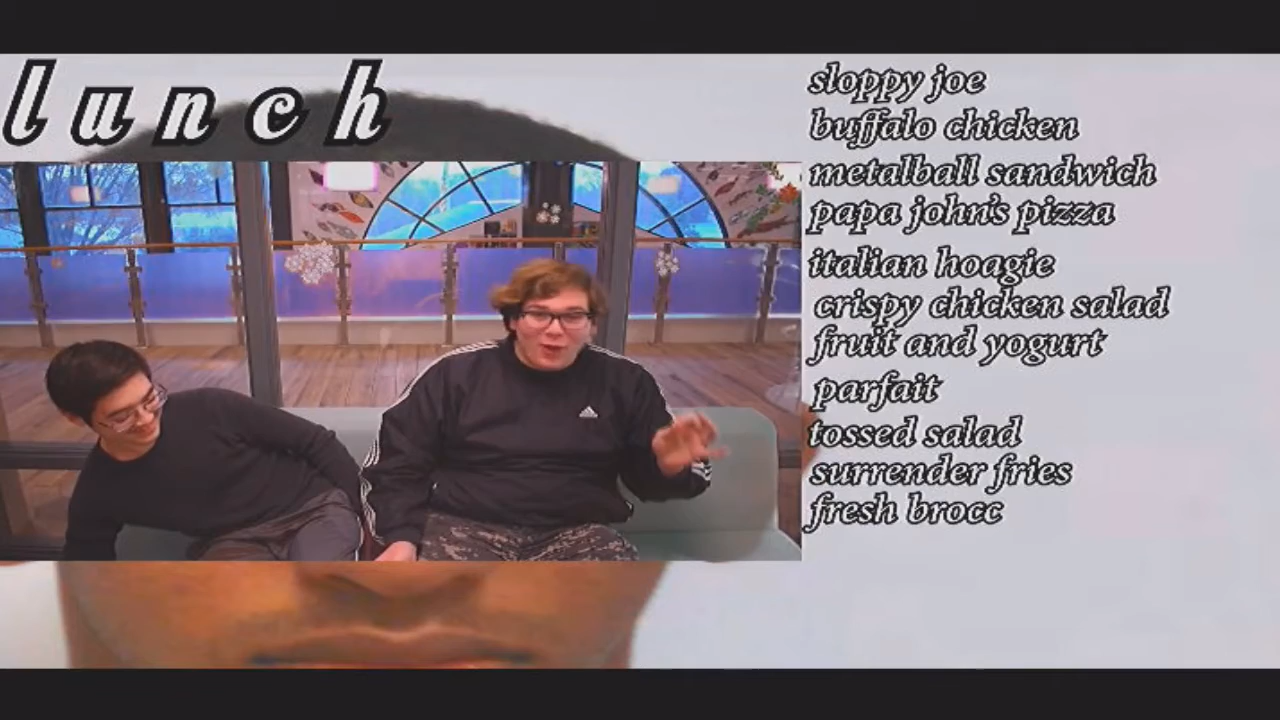 l u n c h
sloppy joe
buffalo chicken
metalball sandwich
papa john's pizza
italian hoagie
crispy chicken salad
fruit and yogurt
parfait
tossed salad
surrender fries
fresh brocc